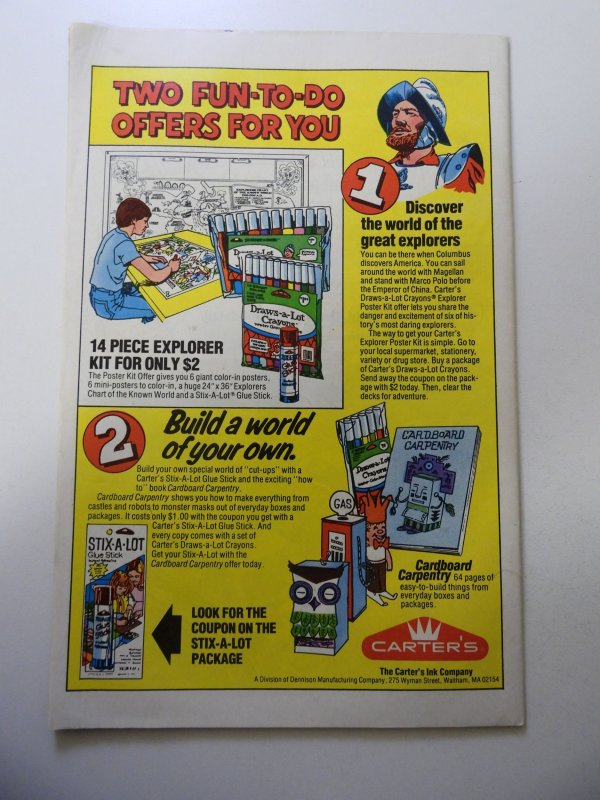 TWO FUN-TO-DO
OFFERS FOR YOU
1
Discover
the world of the
great explorers
You can be there when Columbus
discovers America. You can sail
around the world with Magellan
and stand with Marco Polo before
the Emperor of China. Carter's
Draws-a-Lot Crayons® Explorer
Poster Kit offer lets you share the
danger and excitement of six of his-
tory's most daring explorers.
The way to get your Carter's
Explorer Poster Kit is simple. Go to
your local supermarket, stationery,
variety or drug store. Buy a package
of Carter's Draws-a-Lot Crayons.
Send away the coupon on the pack-
age with $2 today. Then, clear the
decks for adventure.
Draws-a-Lot
Crayons
14 PIECE EXPLORER
KIT FOR ONLY $2
The Poster Kit Offer gives you 6 giant color-in posters,
6 mini-posters to color-in, a huge 24" x 36" Explorers
Chart of the Known World and a Stix-A-Lot® Glue Stick.
2
Build a world
of your own.
Build your own special world of "cut-ups" with a
Carter's Stix-A-Lot Glue Stick and the exciting "how
to" book Cardboard Carpentry.
Cardboard Carpentry shows you how to make everything from
castles and robots to monster masks out of everyday boxes and
packages. It costs only $1.00 with the coupon you get with a
Carter's Stix-A-Lot Glue Stick. And
every copy comes with a set of
Carter's Draws-a-Lot Crayons.
Get your Stix-A-Lot with the
Cardboard Carpentry offer today.
STIX-A-LOT
Glue Stick
LOOK FOR THE
COUPON ON THE
STIX-A-LOT
PACKAGE
Draws-a-Lot
Crayons
CARDBOARD
CARPENTRY
GAS
Cardboard
Carpentry 64 pages of
easy-to-build things from
everyday boxes and
packages.
CARTER'S
The Carter's Ink Company
A Division of Dennison Manufacturing Company, 275 Wyman Street, Waltham, MA 02154